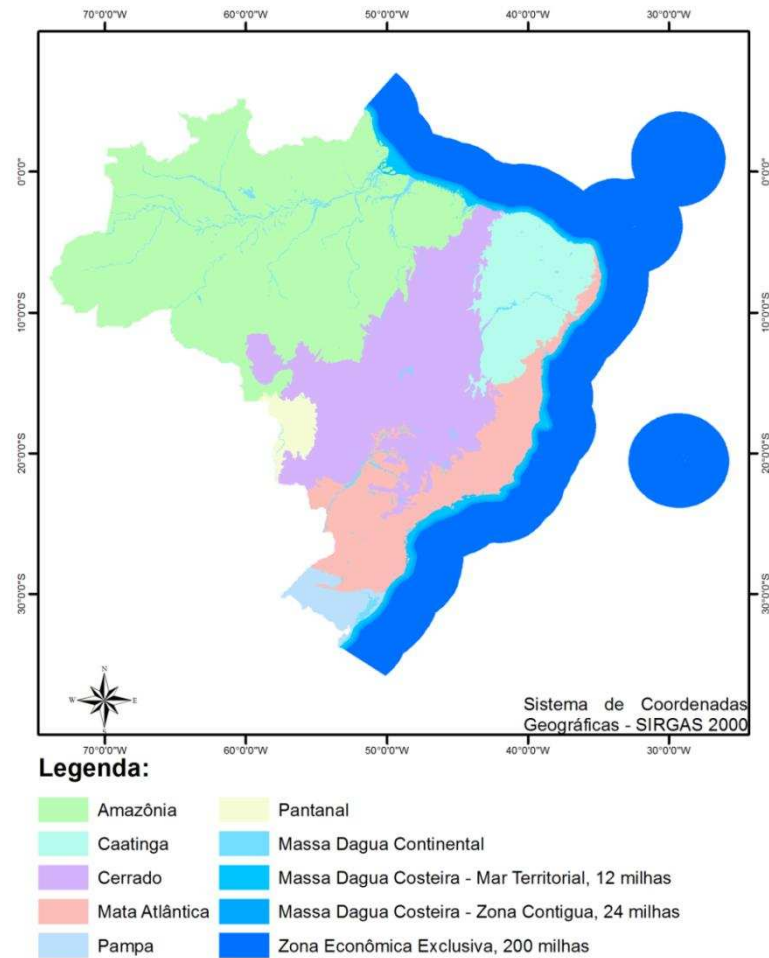 70°0'0"W 60°0'0"W 50°0'0"W 40°0'0"W 30°0'0"W
0°0'0" 0°0'0"
10°0'0"S 10°0'0"S
20°0'0"S 20°0'0"S
30°0'0"S 30°0'0"S
N
W E
S
Sistema de Coordenadas
Geográficas - SIRGAS 2000
70°0'0"W 60°0'0"W 50°0'0"W 40°0'0"W 30°0'0"W
Legenda:
Amazônia
Caatinga
Cerrado
Mata Atlântica
Pampa
Pantanal
Massa Dagua Continental
Massa Dagua Costeira - Mar Territorial, 12 milhas
Massa Dagua Costeira - Zona Contigua, 24 milhas
Zona Econômica Exclusiva, 200 milhas